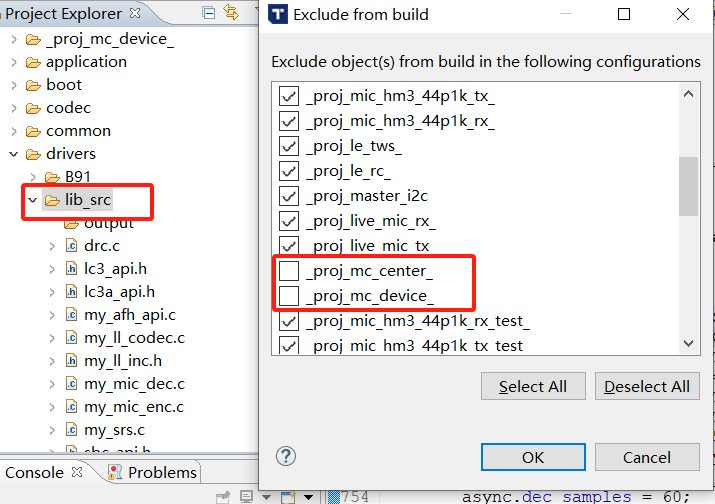 Project Explorer
_proj_mc_device_
application
boot
codec
common
drivers
B91
lib_src
output
drc.c
lc3_api.h
lc3a_api.h
my_afh_api.c
my_ll_codec.c
my_ll_inc.h
my_mic_dec.c
my_mic_enc.c
my_srs.c
sbc_api.h
Console
Problems
Exclude from build
Exclude object(s) from build in the following configurations
_proj_mic_hm3_44p1k_tx_
_proj_mic_hm3_44p1k_rx_
_proj_le_tws_
_proj_le_rc_
_proj_master_i2c
_proj_live_mic_rx_
_proj_live_mic_tx
_proj_mc_center_
_proj_mc_device_
_proj_mic_hm3_44p1k_rx_test_
_proj_mic_hm3_44p1k_tx_test
Select All
Deselect All
OK
Cancel
754
async.dec_samples = 60;